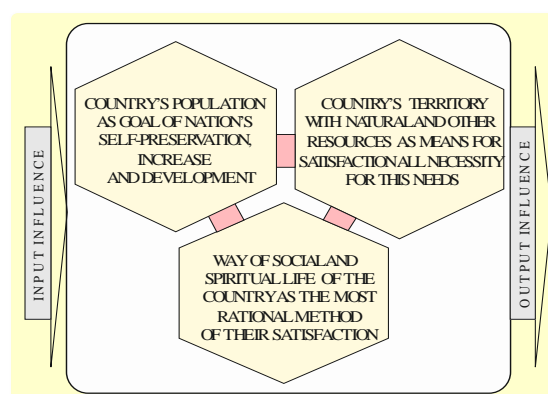 INPUT INFLUENCE
COUNTRY'S POPULATION
AS GOAL OF NATION'S
SELF-PRESERVATION,
INCREASE
AND DEVELOPMENT
COUNTRY'S TERRITORY
WITH NATURAL AND OTHER
RESOURCES AS MEANS FOR
SATISFACTION ALL NECESSITY
FOR THIS NEEDS
WAY OF SOCIAL AND
SPIRITUAL LIFE OF THE
COUNTRY AS THE MOST
RATIONAL METHOD
OF THEIR SATISFACTION
OUTPUT INFLUENCE